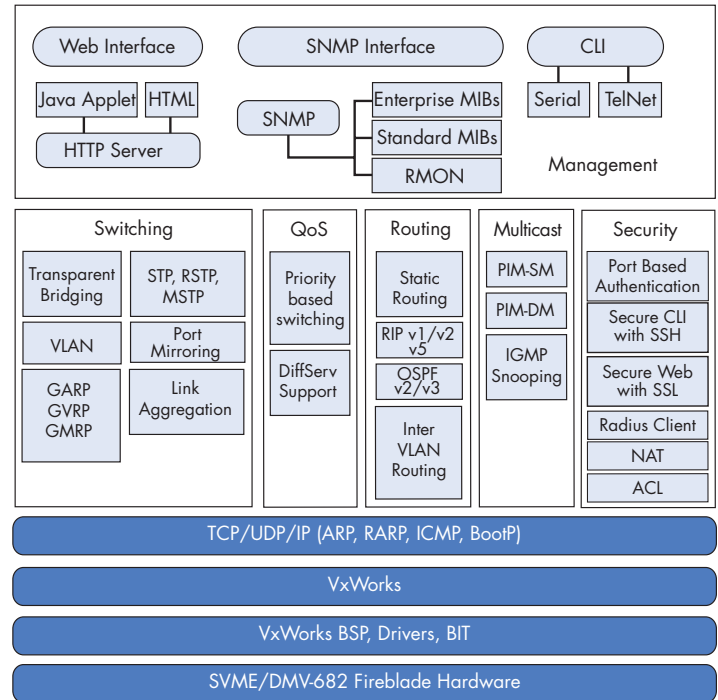 Web Interface
SNMP Interface
CLI
Java Applet
HTML
HTTP Server
SNMP
Enterprise MIBs
Standard MIBs
RMON
Serial
TelNet
Management
Switching
Transparent
Bridging
STP, RSTP,
MSTP
VLAN
Port
Mirroring
GARP
GVRP
GMRP
Link
Aggregation
QoS
Priority
based
switching
DiffServ
Support
Routing
Static
Routing
RIP v1/v2
v5
OSPF
v2/v3
Inter
VLAN
Routing
Multicast
PIM-SM
PIM-DM
IGMP
Snooping
Security
Port Based
Authentication
Secure CLI
with SSH
Secure Web
with SSL
Radius Client
NAT
ACL
TCP/UDP/IP (ARP, RARP, ICMP, BootP)
VxWorks
VxWorks BSP, Drivers, BIT
SVME/DMV-682 Fireblade Hardware